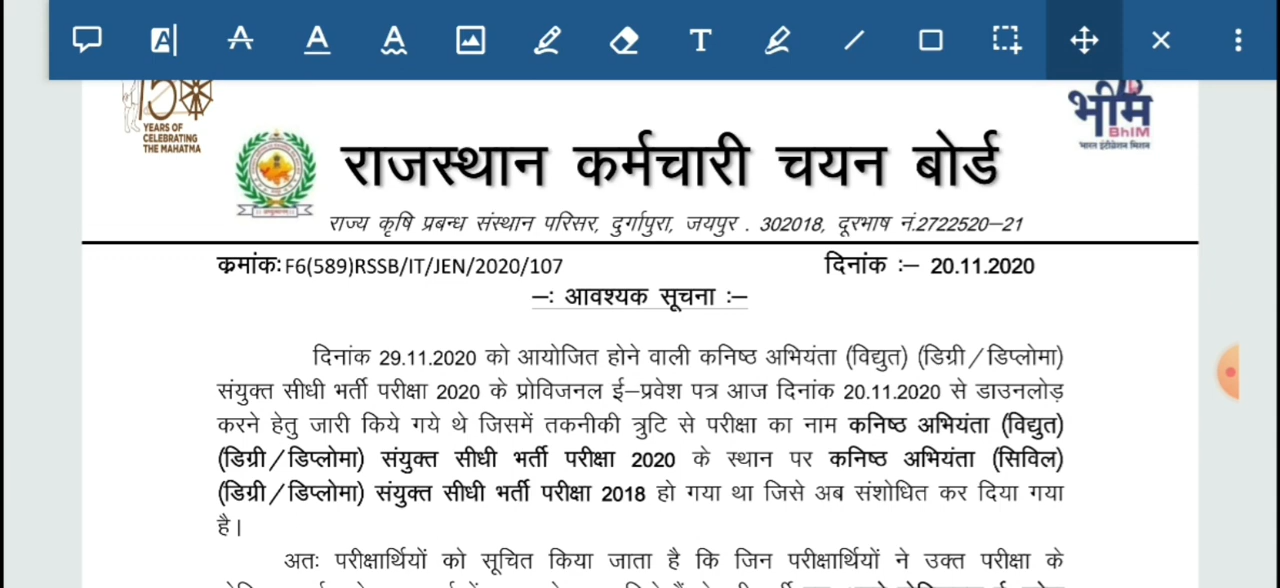 YEARS OF
CELEBRATING
THE MAHATMA
भीम
BHIM
राजस्थान कर्मचारी चयन बोर्ड
राज्य कृषि प्रबन्ध संस्थान परिसर, दुर्गापुरा, जयपुर . 302018, दूरभाष नं.2722520–21
क्रमांक: F6(589)RSSB/IT/JEN/2020/107 दिनांक :– 20.11.2020
–: आवश्यक सूचना :–
दिनांक 29.11.2020 को आयोजित होने वाली कनिष्ठ अभियंता (विद्युत) (डिग्री/डिप्लोमा)
संयुक्त सीधी भर्ती परीक्षा 2020 के प्रोविजनल ई–प्रवेश पत्र आज दिनांक 20.11.2020 से डाउनलोड़
करने हेतु जारी किये गये थे जिसमें तकनीकी त्रुटि से परीक्षा का नाम कनिष्ठ अभियंता (विद्युत)
(डिग्री/डिप्लोमा) संयुक्त सीधी भर्ती परीक्षा 2020 के स्थान पर कनिष्ठ अभियंता (सिविल)
(डिग्री/डिप्लोमा) संयुक्त सीधी भर्ती परीक्षा 2018 हो गया था जिसे अब संशोधित कर दिया गया
है।
अतः परीक्षार्थियों को सूचित किया जाता है कि जिन परीक्षार्थियों ने उक्त परीक्षा के